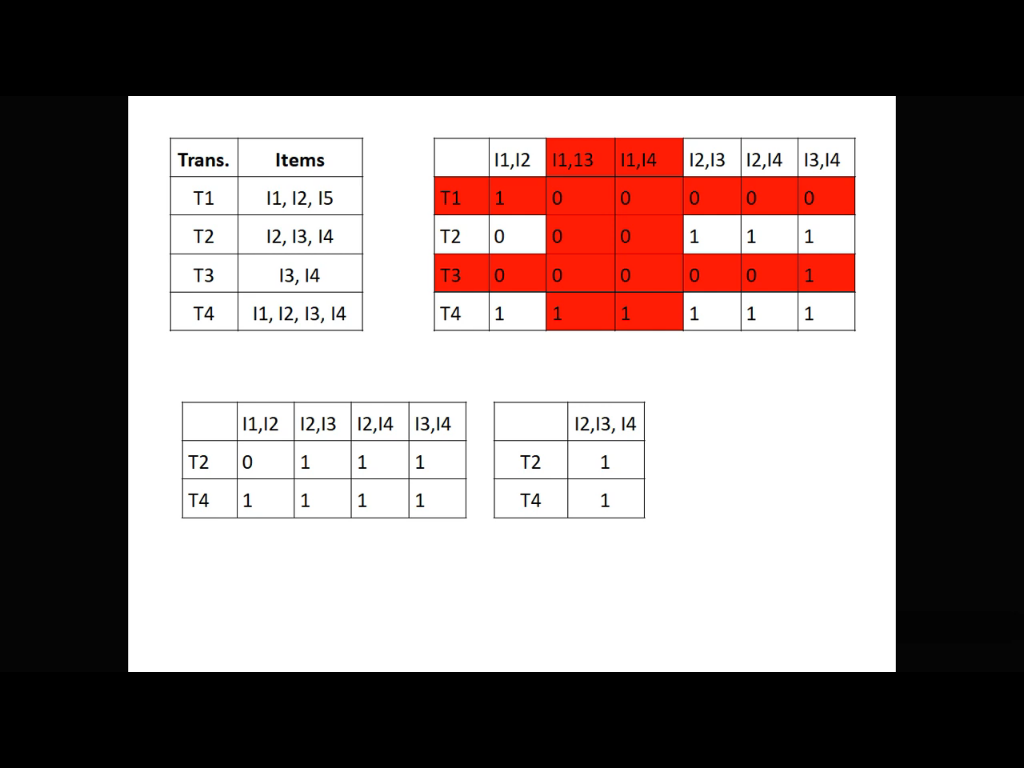 Trans. Items
T1 I1, I2, I5
T2 I2, I3, I4
T3 I3, I4
T4 I1, I2, I3, I4
I1,I2 I1,13 I1,I4 I2,I3 I2,I4 I3,I4
T1 1 0 0 0 0 0
T2 0 0 0 1 1 1
T3 0 0 0 0 0 1
T4 1 1 1 1 1 1
I1,I2 I2,I3 I2,I4 I3,I4
T2 0 1 1 1
T4 1 1 1 1
I2,I3, I4
T2 1
T4 1